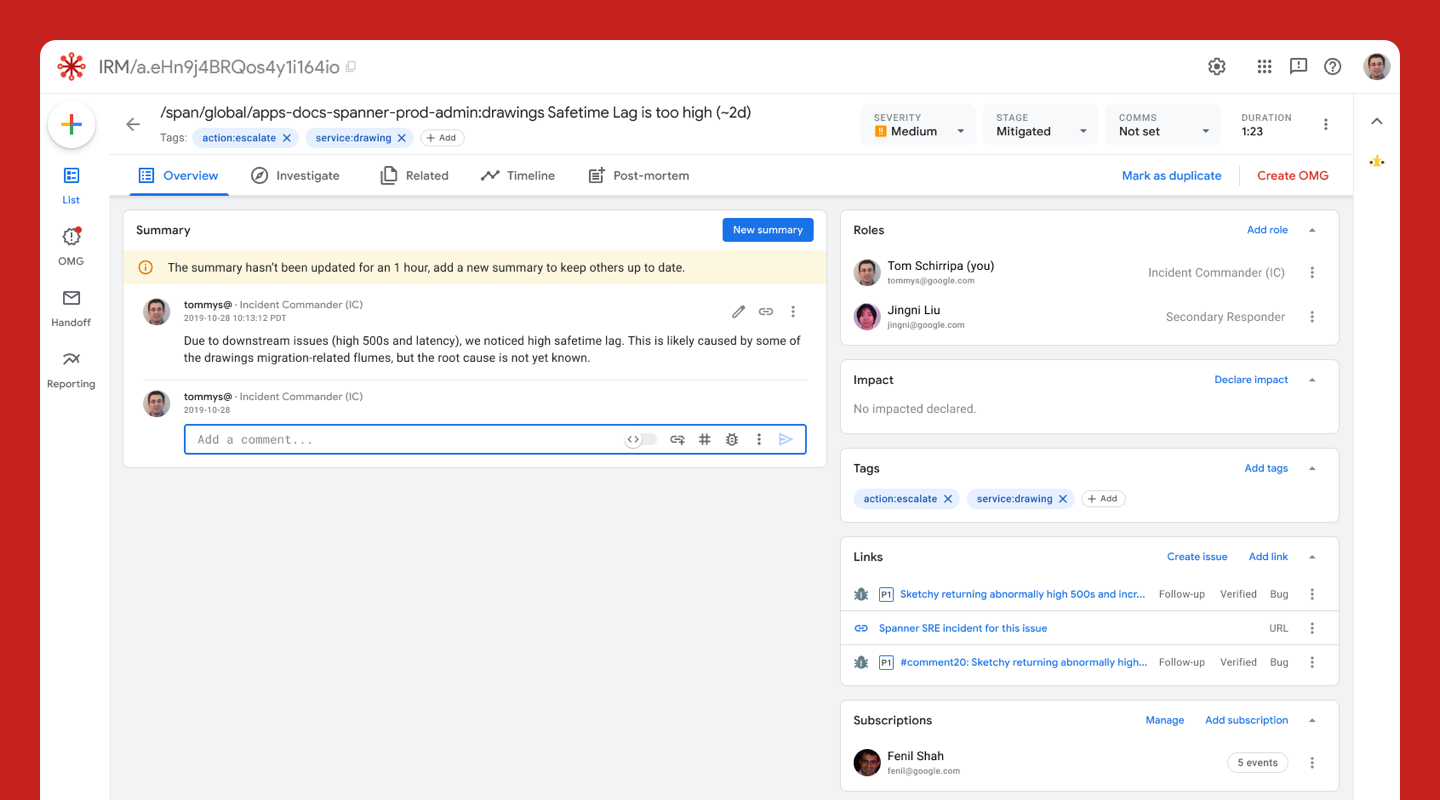 IRM/a.eHn9j4BRQos4y1i164io
/span/global/apps-docs-spanner-prod-admin:drawings Safetime Lag is too high (~2d)
Tags: action:escalate service:drawing + Add
SEVERITY
Medium
STAGE
Mitigated
COMMS
Not set
DURATION
1:23
List
OMG
Handoff
Reporting
Overview Investigate Related Timeline Post-mortem Mark as duplicate Create OMG
Summary New summary
The summary hasn't been updated for an 1 hour, add a new summary to keep others up to date.
tommys@ · Incident Commander (IC)
2019-10-28 10:13:12 PDT
Due to downstream issues (high 500s and latency), we noticed high safetime lag. This is likely caused by some of
the drawings migration-related flumes, but the root cause is not yet known.
tommys@ · Incident Commander (IC)
2019-10-28
Add a comment...
Roles Add role
Tom Schirripa (you)
tommys@google.com
Incident Commander (IC)
Jingni Liu
jingni@google.com
Secondary Responder
Impact Declare impact
No impacted declared.
Tags Add tags
action:escalate service:drawing + Add
Links Create issue Add link
P1 Sketchy returning abnormally high 500s and incr... Follow-up Verified Bug
Spanner SRE incident for this issue URL
P1 #comment20: Sketchy returning abnormally high... Follow-up Verified Bug
Subscriptions Manage Add subscription
Fenil Shah
fenil@google.com
5 events